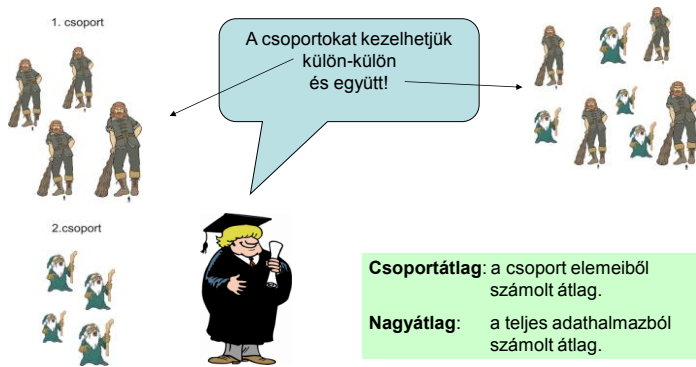 1. csoport
A csoportokat kezelhetjük
külön-külön
és együtt!
2.csoport
Csoportátlag: a csoport elemeiből
számolt átlag.
Nagyátlag: a teljes adathalmazból
számolt átlag.